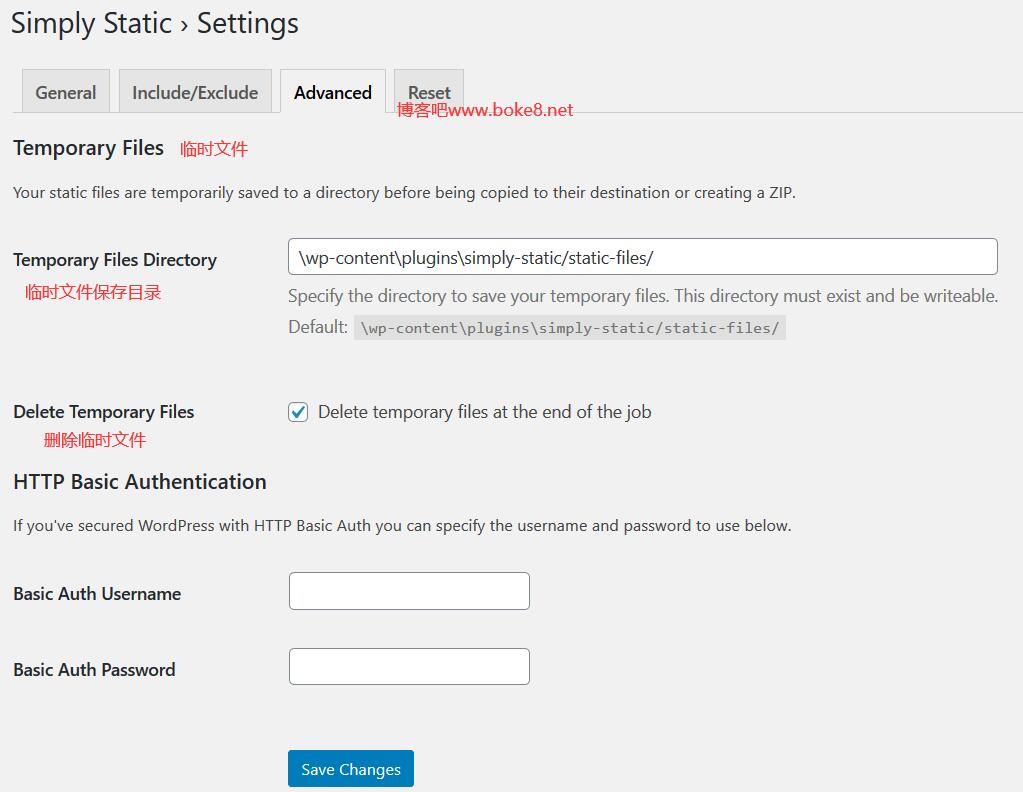 Simply Static › Settings
General Include/Exclude Advanced Reset
博客吧www.boke8.net
Temporary Files 临时文件
Your static files are temporarily saved to a directory before being copied to their destination or creating a ZIP.
Temporary Files Directory \wp-content\plugins\simply-static/static-files/
临时文件保存目录
Specify the directory to save your temporary files. This directory must exist and be writeable.
Default: \wp-content\plugins\simply-static/static-files/
Delete Temporary Files Delete temporary files at the end of the job
删除临时文件
HTTP Basic Authentication
If you've secured WordPress with HTTP Basic Auth you can specify the username and password to use below.
Basic Auth Username
Basic Auth Password
Save Changes